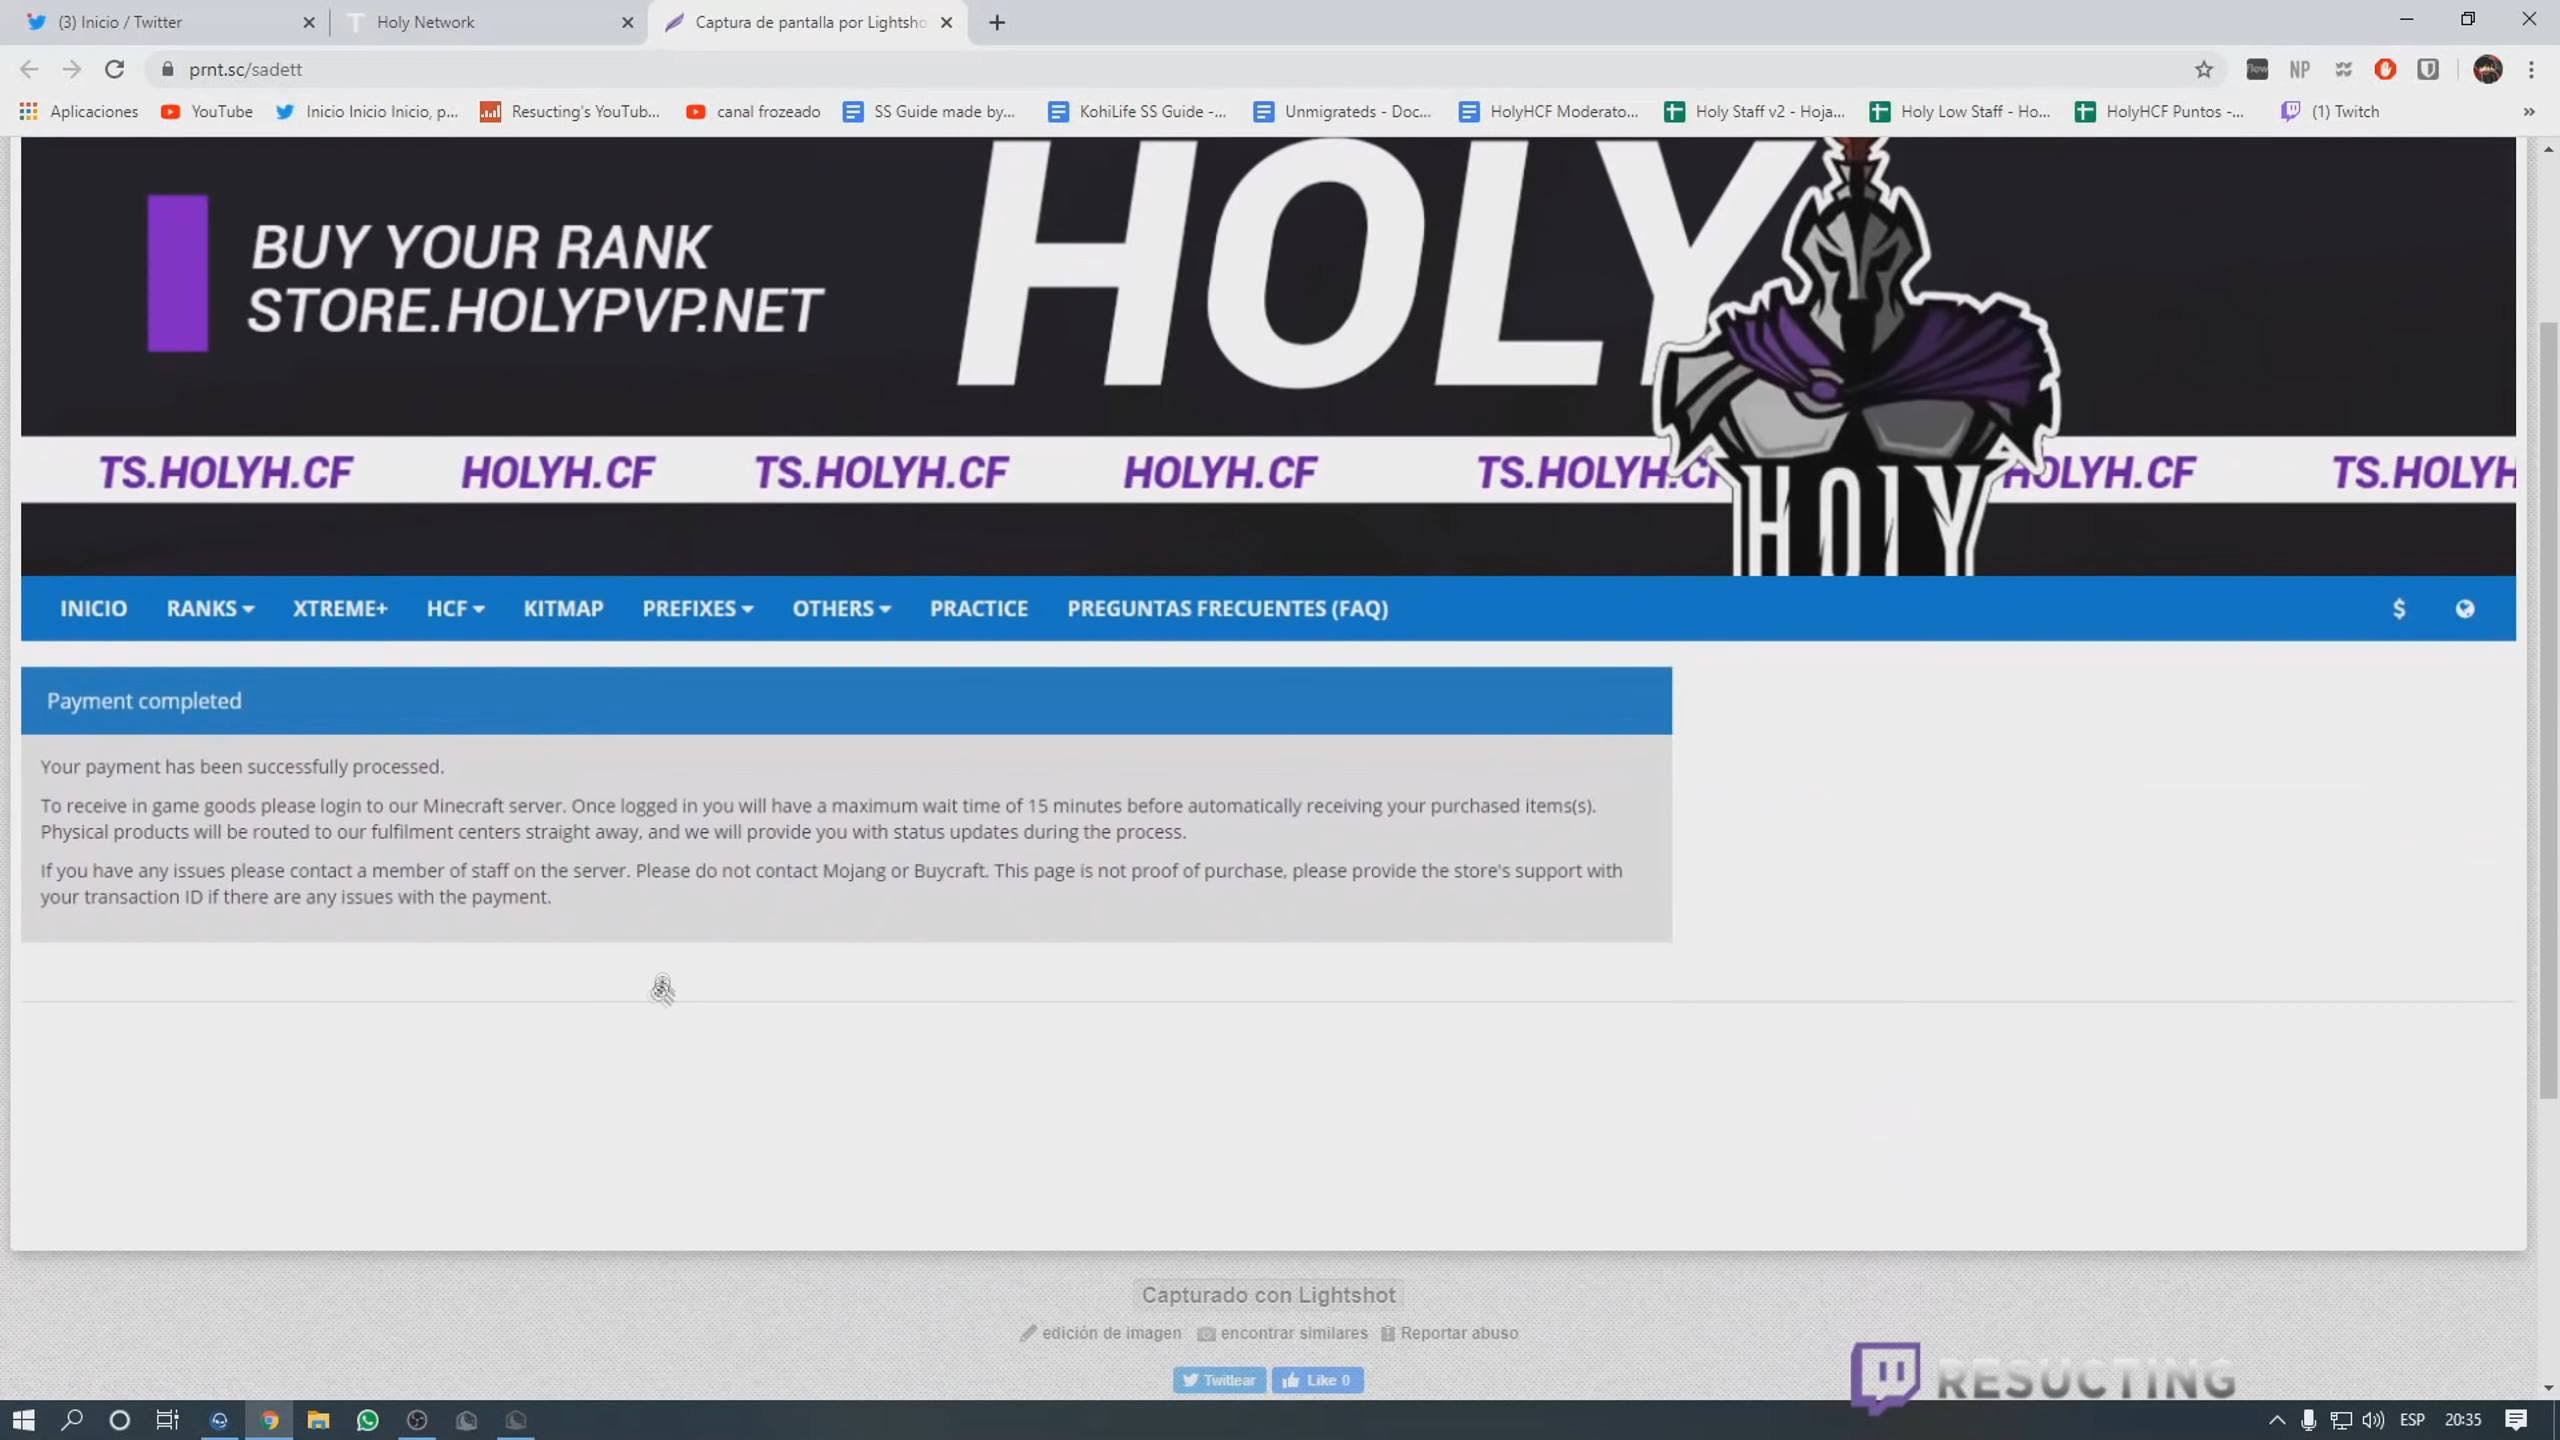 (3) Inicio / Twitter
Holy Network
Captura de pantalla por Lightsho
prnt.sc/sadett
NP
Aplicaciones
YouTube
Inicio Inicio Inicio, p...
Resucting's YouTub...
canal frozeado
SS Guide made by...
KohiLife SS Guide -...
Unmigrateds - Doc...
HolyHCF Moderato...
Holy Staff v2 - Hoja...
Holy Low Staff - Ho...
HolyHCF Puntos -...
(1) Twitch
»
BUY YOUR RANK
STORE.HOLYPVP.NET
HOLY
TS.HOLYH.CF HOLYH.CF TS.HOLYH.CF HOLYH.CF TS.HOLYH.CF HOLYH.CF TS.HOLYH
HOLY
INICIO RANKS XTREME+ HCF KITMAP PREFIXES OTHERS PRACTICE PREGUNTAS FRECUENTES (FAQ) $
Payment completed
Your payment has been successfully processed.
To receive in game goods please login to our Minecraft server. Once logged in you will have a maximum wait time of 15 minutes before automatically receiving your purchased items(s).
Physical products will be routed to our fulfilment centers straight away, and we will provide you with status updates during the process.
If you have any issues please contact a member of staff on the server. Please do not contact Mojang or Buycraft. This page is not proof of purchase, please provide the store's support with
your transaction ID if there are any issues with the payment.
Capturado con Lightshot
edición de imagen encontrar similares Reportar abuso
Twittear Like 0
RESUCTING
ESP 20:35